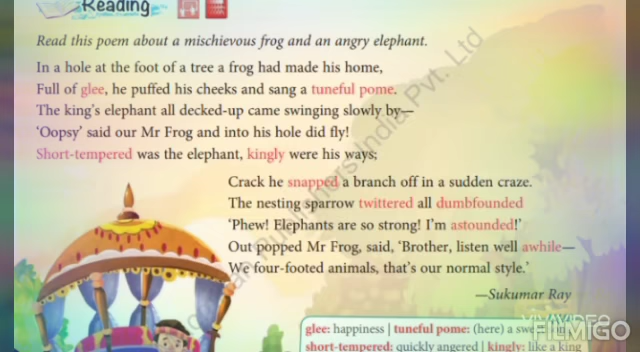 Reading
Read this poem about a mischievous frog and an angry elephant.
In a hole at the foot of a tree a frog had made his home,
Full of glee, he puffed his cheeks and sang a tuneful pome.
The king's elephant all decked-up came swinging slowly by—
'Oopsy' said our Mr Frog and into his hole did fly!
Short-tempered was the elephant, kingly were his ways;
Crack he snapped a branch off in a sudden craze.
The nesting sparrow twittered all dumbfounded
'Phew! Elephants are so strong! I'm astounded!'
Out popped Mr Frog, said, 'Brother, listen well awhile—
We four-footed animals, that's our normal style.'
—Sukumar Ray
glee: happiness | tuneful pome: (here) a sweet
short-tempered: quickly angered | kingly: like a king
Publishers India Pvt. Ltd
FILMIGO